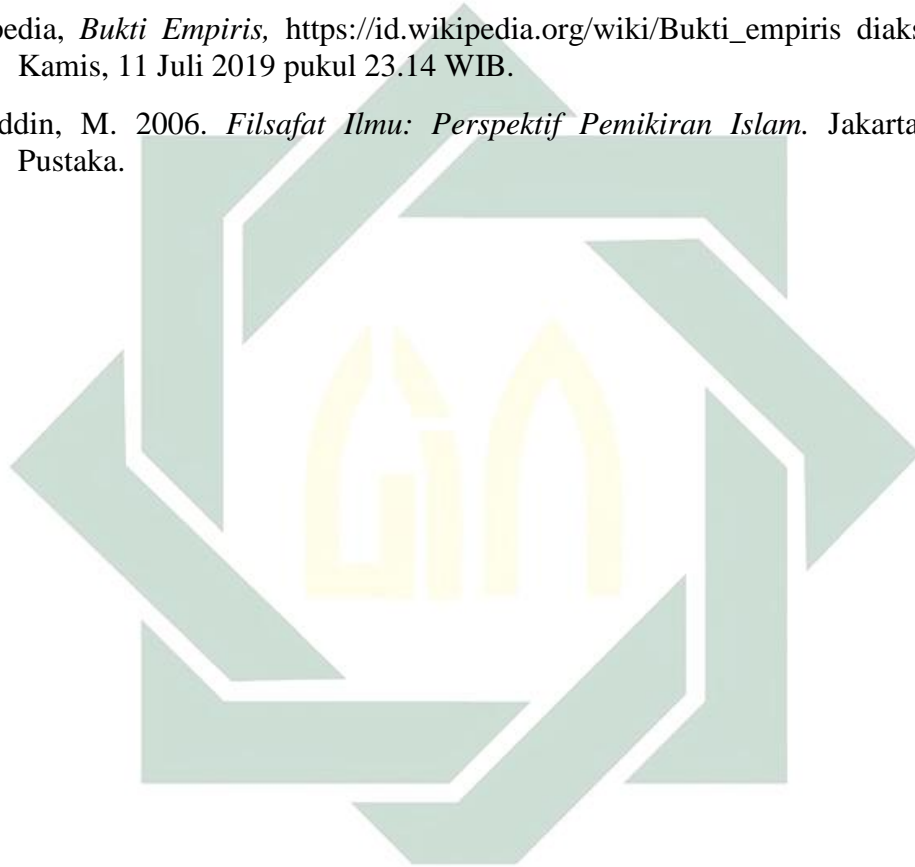 pedia, Bukti Empiris, https://id.wikipedia.org/wiki/Bukti_empiris diaks
Kamis, 11 Juli 2019 pukul 23.14 WIB.
ddin, M. 2006. Filsafat Ilmu: Perspektif Pemikiran Islam. Jakarta
Pustaka.